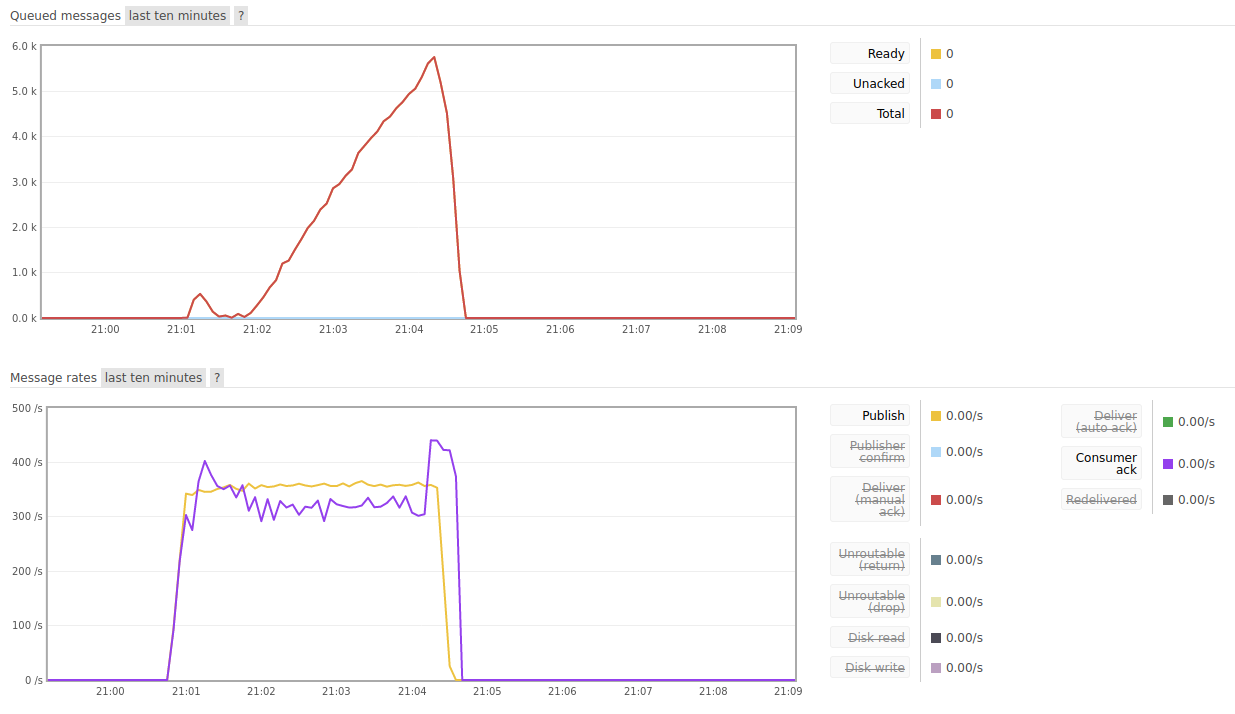 Queued messages last ten minutes ?
6.0 k
5.0 k
4.0 k
3.0 k
2.0 k
1.0 k
0.0 k
21:00 21:01 21:02 21:03 21:04 21:05 21:06 21:07 21:08 21:09
Ready 0
Unacked 0
Total 0
Message rates last ten minutes ?
500 /s
400 /s
300 /s
200 /s
100 /s
0 /s
21:00 21:01 21:02 21:03 21:04 21:05 21:06 21:07 21:08 21:09
Publish 0.00/s
Publisher
confirm 0.00/s
Deliver
(manual
ack) 0.00/s
Unroutable
(return) 0.00/s
Unroutable
(drop) 0.00/s
Disk read 0.00/s
Disk write 0.00/s
Deliver
(auto ack) 0.00/s
Consumer
ack 0.00/s
Redelivered 0.00/s